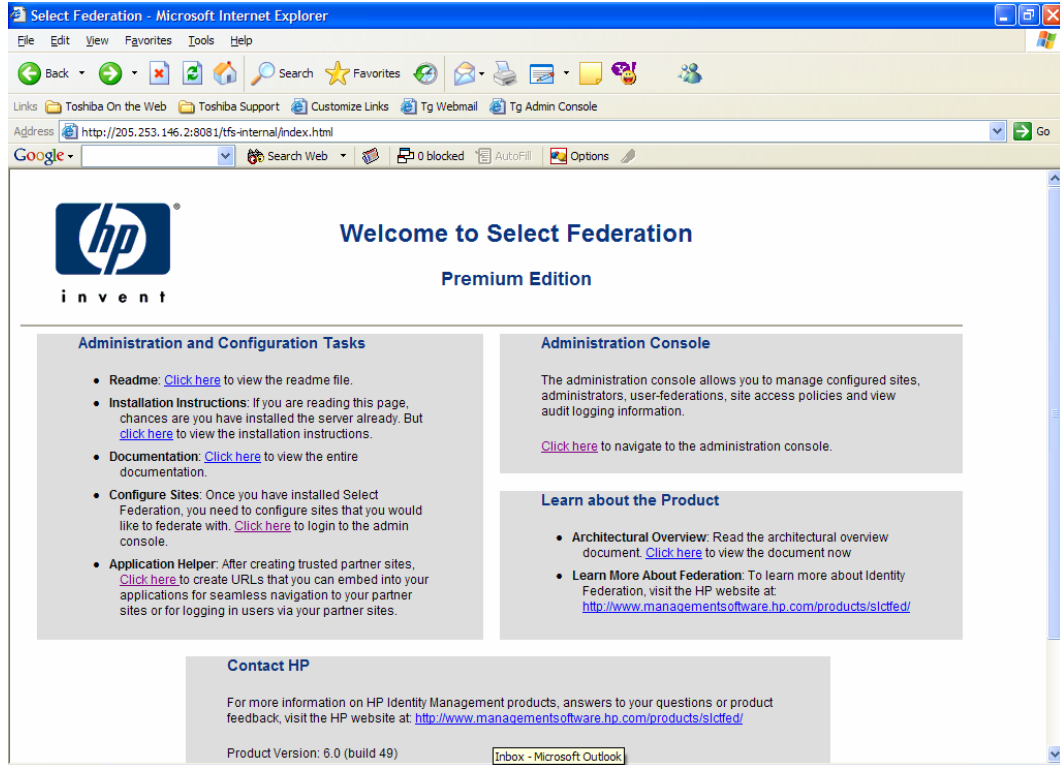 Select Federation - Microsoft Internet Explorer
File Edit View Favorites Tools Help
Back Search Favorites
Links Toshiba On the Web Toshiba Support Customize Links Tg Webmail Tg Admin Console
Address http://205.253.146.2:8081/tfs-internal/index.html Go
Google Search Web 0 blocked AutoFill Options
hp
®
invent
Welcome to Select Federation
Premium Edition
Administration and Configuration Tasks
• Readme: Click here to view the readme file.
• Installation Instructions: If you are reading this page,
chances are you have installed the server already. But
click here to view the installation instructions.
• Documentation: Click here to view the entire
documentation.
• Configure Sites: Once you have installed Select
Federation, you need to configure sites that you would
like to federate with. Click here to login to the admin
console.
• Application Helper: After creating trusted partner sites,
Click here to create URLs that you can embed into your
applications for seamless navigation to your partner
sites or for logging in users via your partner sites.
Administration Console
The administration console allows you to manage configured sites,
administrators, user-federations, site access policies and view
audit logging information.
Click here to navigate to the administration console.
Learn about the Product
• Architectural Overview: Read the architectural overview
document. Click here to view the document now
• Learn More About Federation: To learn more about Identity
Federation, visit the HP website at:
http://www.managementsoftware.hp.com/products/slctfed/
Contact HP
For more information on HP Identity Management products, answers to your questions or product
feedback, visit the HP website at: http://www.managementsoftware.hp.com/products/slctfed/
Product Version: 6.0 (build 49)
Inbox - Microsoft Outlook